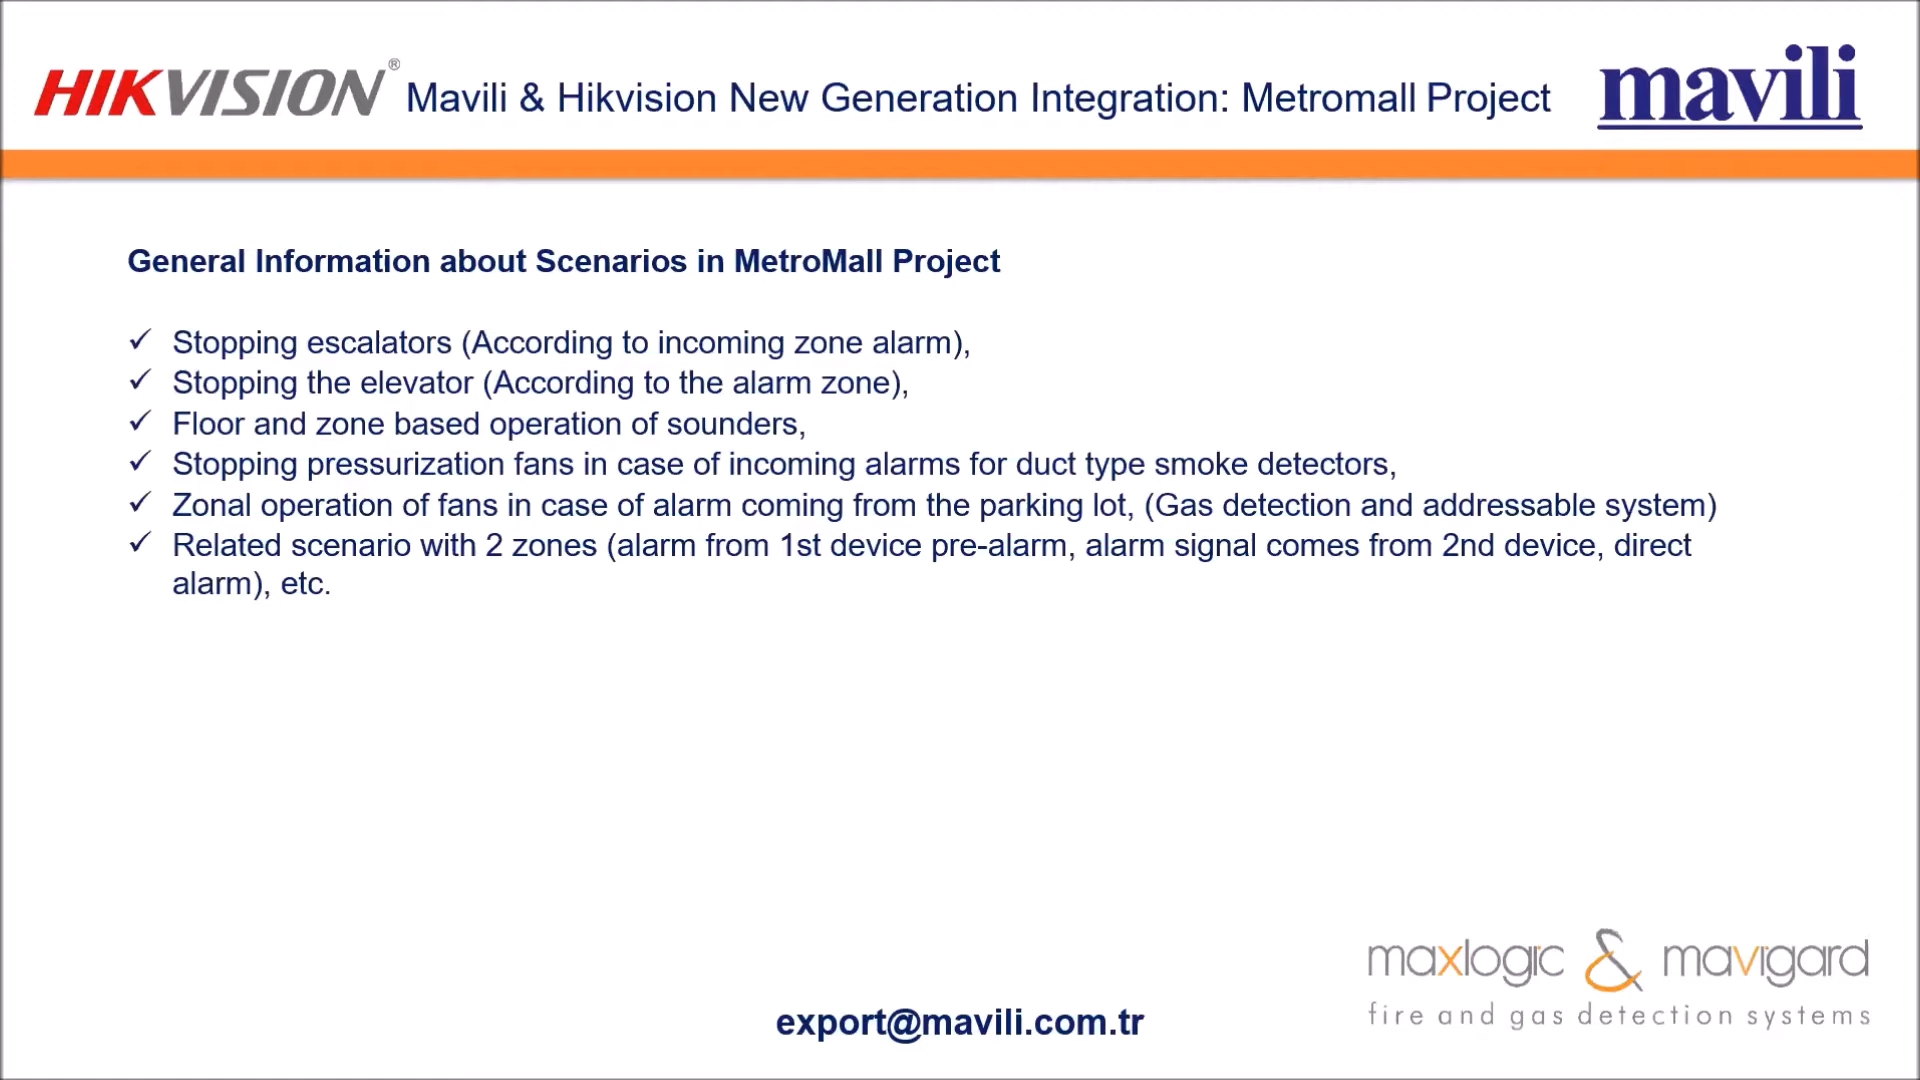 HIKVISION®
Mavili & Hikvision New Generation Integration: Metromall Project
mavili
General Information about Scenarios in MetroMall Project
✓ Stopping escalators (According to incoming zone alarm),
✓ Stopping the elevator (According to the alarm zone),
✓ Floor and zone based operation of sounders,
✓ Stopping pressurization fans in case of incoming alarms for duct type smoke detectors,
✓ Zonal operation of fans in case of alarm coming from the parking lot, (Gas detection and addressable system)
✓ Related scenario with 2 zones (alarm from 1st device pre-alarm, alarm signal comes from 2nd device, direct
alarm), etc.
maxlogic & mavigard
fire and gas detection systems
export@mavili.com.tr